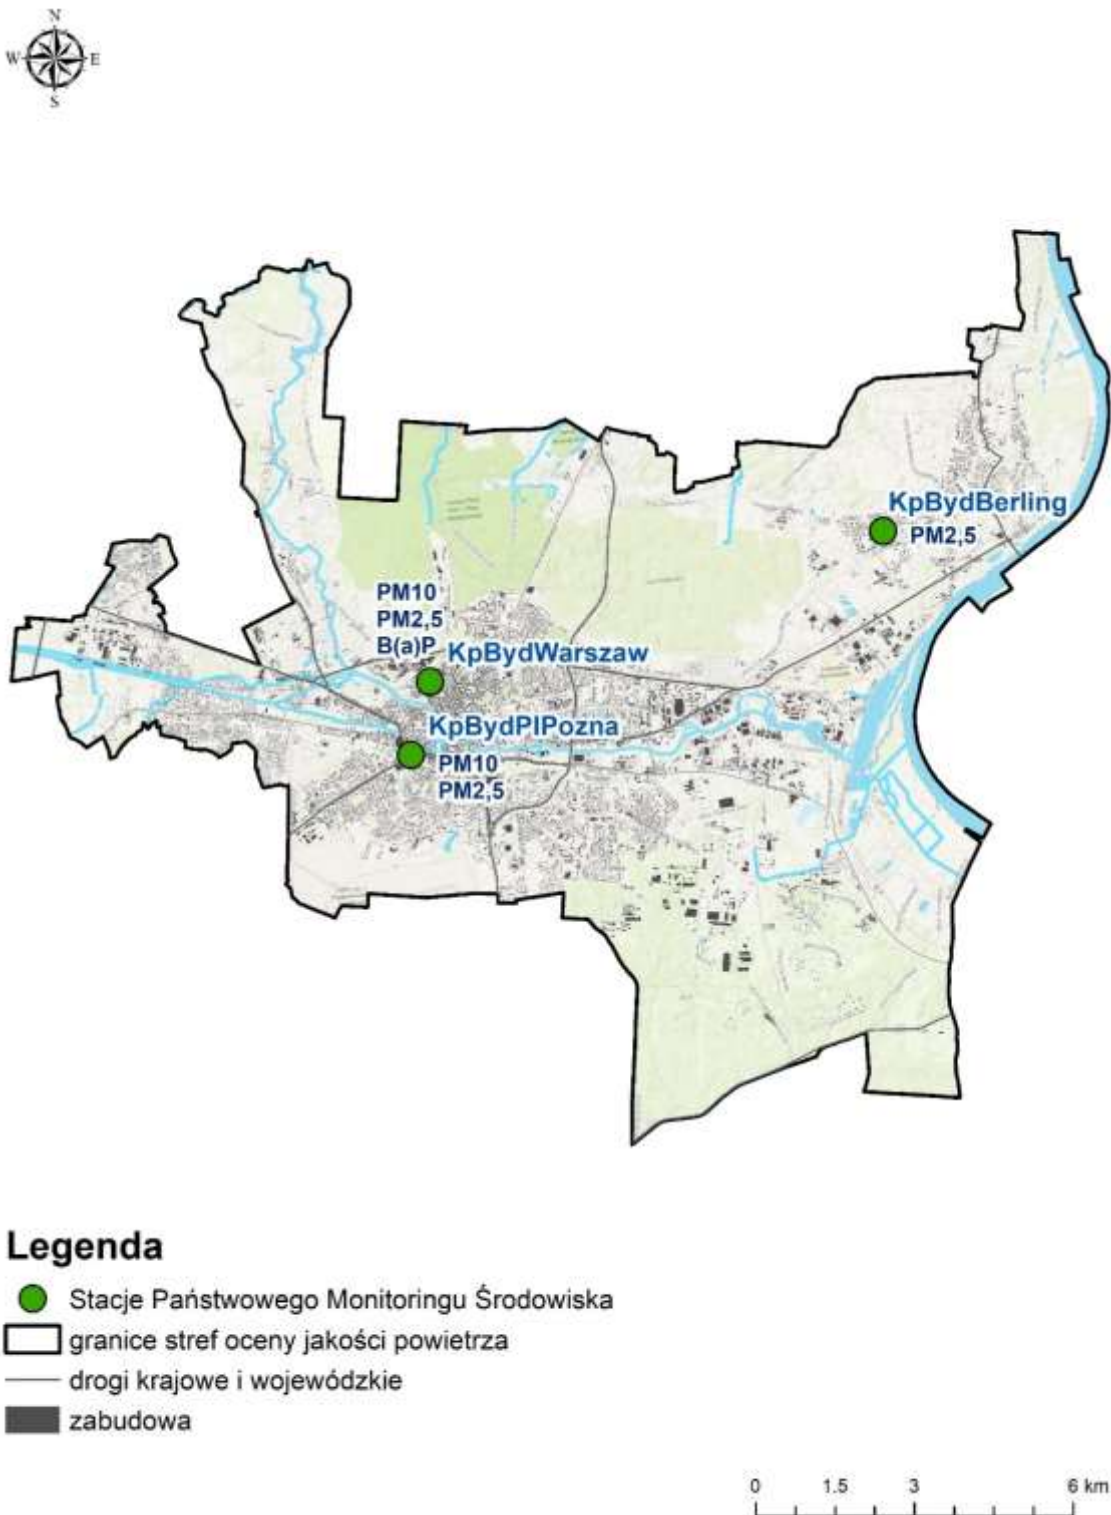 N
W E
S
KpBydBerling
PM2,5
PM10
PM2,5
B(a)P
KpBydWarszaw
KpBydPlPozna
PM10
PM2,5
Legenda
Stacje Państwowego Monitoringu Środowiska
granice stref oceny jakości powietrza
drogi krajowe i wojewódzkie
zabudowa
0 1.5 3 6 km